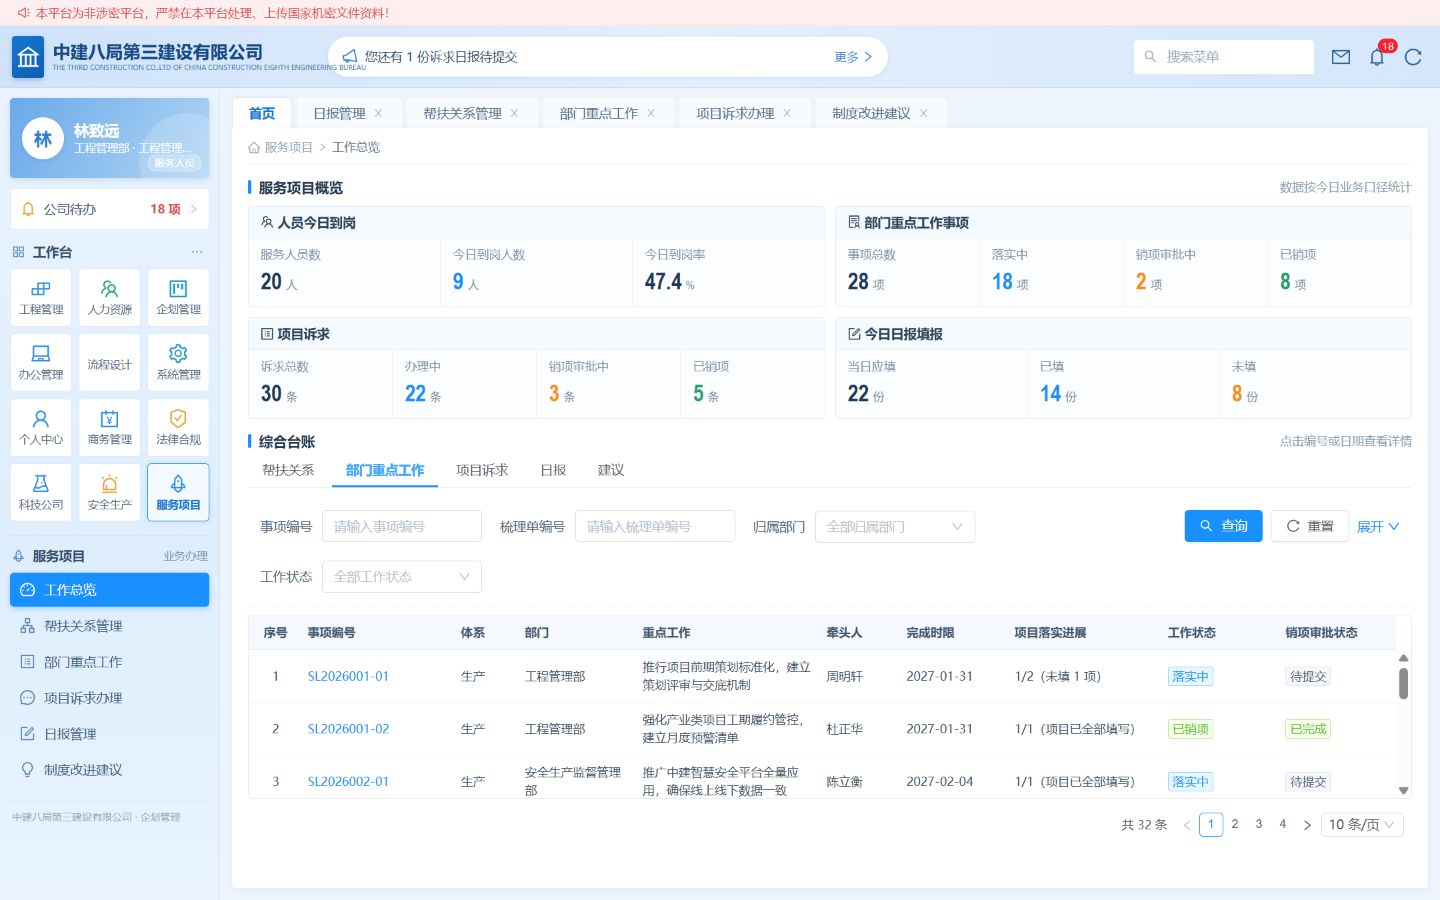 本平台为非涉密平台，严禁在本平台处理、上传国家机密文件资料！
中建八局第三建设有限公司
THE THIRD CONSTRUCTION CO.,LTD OF CHINA CONSTRUCTION EIGHTH ENGINEERING BUREAU
您还有 1 份诉求日报待提交
更多
搜索菜单
18
林
林致远
工程管理部 · 工程管理...
服务人员
公司待办
18 项
工作台
...
工程管理
人力资源
企划管理
办公管理
流程设计
系统管理
个人中心
商务管理
法律合规
科技公司
安全生产
服务项目
服务项目
业务办理
工作总览
帮扶关系管理
部门重点工作
项目诉求办理
日报管理
制度改进建议
中建八局第三建设有限公司 · 企划管理
首页
日报管理 ×
帮扶关系管理 ×
部门重点工作 ×
项目诉求办理 ×
制度改进建议 ×
服务项目 > 工作总览
服务项目概览
数据按今日业务口径统计
人员今日到岗
服务人员数
20 人
今日到岗人数
9 人
今日到岗率
47.4 %
部门重点工作事项
事项总数
28 项
落实中
18 项
销项审批中
2 项
已销项
8 项
项目诉求
诉求总数
30 条
办理中
22 条
销项审批中
3 条
已销项
5 条
今日日报填报
当日应填
22 份
已填
14 份
未填
8 份
综合台账
点击编号或日期查看详情
帮扶关系
部门重点工作
项目诉求
日报
建议
事项编号 请输入事项编号
梳理单编号 请输入梳理单编号
归属部门 全部归属部门
查询
重置
展开
工作状态 全部工作状态
序号 事项编号 体系 部门 重点工作 牵头人 完成时限 项目落实进展 工作状态 销项审批状态
1 SL2026001-01 生产 工程管理部 推行项目前期策划标准化，建立策划评审与交底机制 周明轩 2027-01-31 1/2（未填 1 项） 落实中 待提交
2 SL2026001-02 生产 工程管理部 强化产业类项目工期履约管控，建立月度预警清单 杜正华 2027-01-31 1/1（项目已全部填写） 已销项 已完成
3 SL2026002-01 生产 安全生产监督管理部 推广中建智慧安全平台全量应用，确保线上线下数据一致 陈立衡 2027-02-04 1/1（项目已全部填写） 落实中 待提交
共 32 条 < 1 2 3 4 > 10 条/页